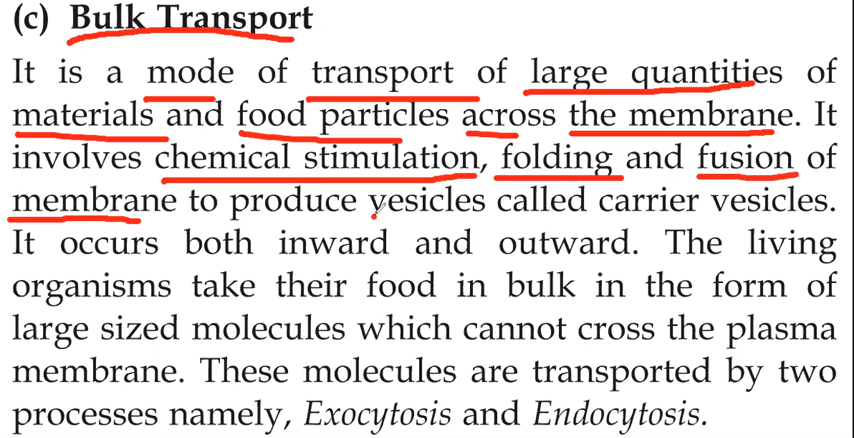 (c) Bulk Transport
It is a mode of transport of large quantities of
materials and food particles across the membrane. It
involves chemical stimulation, folding and fusion of
membrane to produce vesicles called carrier vesicles.
It occurs both inward and outward. The living
organisms take their food in bulk in the form of
large sized molecules which cannot cross the plasma
membrane. These molecules are transported by two
processes namely, Exocytosis and Endocytosis.